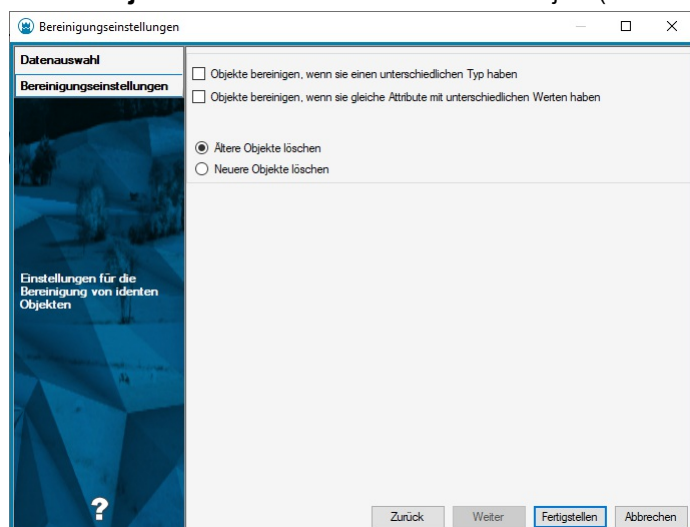 Bereinigungseinstellungen
Datenauswahl
Bereinigungseinstellungen
Objekte bereinigen, wenn sie einen unterschiedlichen Typ haben
Objekte bereinigen, wenn sie gleiche Attribute mit unterschiedlichen Werten haben
Ältere Objekte löschen
Neuere Objekte löschen
Einstellungen für die
Bereinigung von identen
Objekten
?
Zurück
Weiter
Fertigstellen
Abbrechen